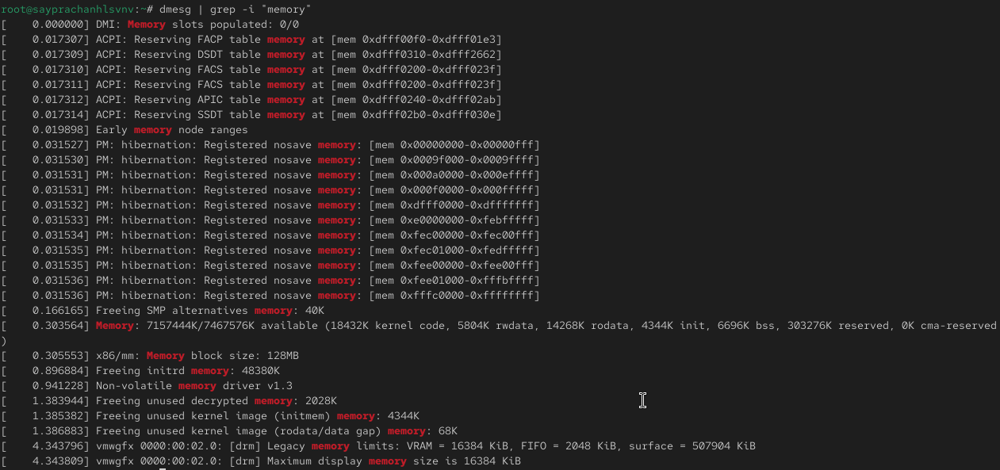 root@sayprachanhlsvnv:~# dmesg | grep -i "memory"
[    0.000000] DMI: Memory slots populated: 0/0
[    0.017307] ACPI: Reserving FACP table memory at [mem 0xdfff00f0-0xdfff01e3]
[    0.017309] ACPI: Reserving DSDT table memory at [mem 0xdfff0310-0xdfff2662]
[    0.017310] ACPI: Reserving FACS table memory at [mem 0xdfff0200-0xdfff023f]
[    0.017311] ACPI: Reserving FACS table memory at [mem 0xdfff0200-0xdfff023f]
[    0.017312] ACPI: Reserving APIC table memory at [mem 0xdfff0240-0xdfff02ab]
[    0.017314] ACPI: Reserving SSDT table memory at [mem 0xdfff02b0-0xdfff030e]
[    0.019898] Early memory node ranges
[    0.031527] PM: hibernation: Registered nosave memory: [mem 0x00000000-0x00000fff]
[    0.031530] PM: hibernation: Registered nosave memory: [mem 0x0009f000-0x0009ffff]
[    0.031531] PM: hibernation: Registered nosave memory: [mem 0x000a0000-0x000effff]
[    0.031531] PM: hibernation: Registered nosave memory: [mem 0x000f0000-0x000fffff]
[    0.031532] PM: hibernation: Registered nosave memory: [mem 0xdfff0000-0xdfffffff]
[    0.031533] PM: hibernation: Registered nosave memory: [mem 0xe0000000-0xfebfffff]
[    0.031534] PM: hibernation: Registered nosave memory: [mem 0xfec00000-0xfec00fff]
[    0.031535] PM: hibernation: Registered nosave memory: [mem 0xfec01000-0xfedfffff]
[    0.031535] PM: hibernation: Registered nosave memory: [mem 0xfee00000-0xfee00fff]
[    0.031536] PM: hibernation: Registered nosave memory: [mem 0xfee01000-0xfffbffff]
[    0.031536] PM: hibernation: Registered nosave memory: [mem 0xfffc0000-0xffffffff]
[    0.166165] Freeing SMP alternatives memory: 40K
[    0.303564] Memory: 7157444K/7467576K available (18432K kernel code, 5804K rwdata, 14268K rodata, 4344K init, 6696K bss, 303276K reserved, 0K cma-reserved
)
[    0.305553] x86/mm: Memory block size: 128MB
[    0.896884] Freeing initrd memory: 48380K
[    0.941228] Non-volatile memory driver v1.3
[    1.383944] Freeing unused decrypted memory: 2028K
[    1.385382] Freeing unused kernel image (initmem) memory: 4344K
[    1.386883] Freeing unused kernel image (rodata/data gap) memory: 68K
[    4.343796] vmwgfx 0000:00:02.0: [drm] Legacy memory limits: VRAM = 16384 KiB, FIFO = 2048 KiB, surface = 507904 KiB
[    4.343809] vmwgfx 0000:00:02.0: [drm] Maximum display memory size is 16384 KiB